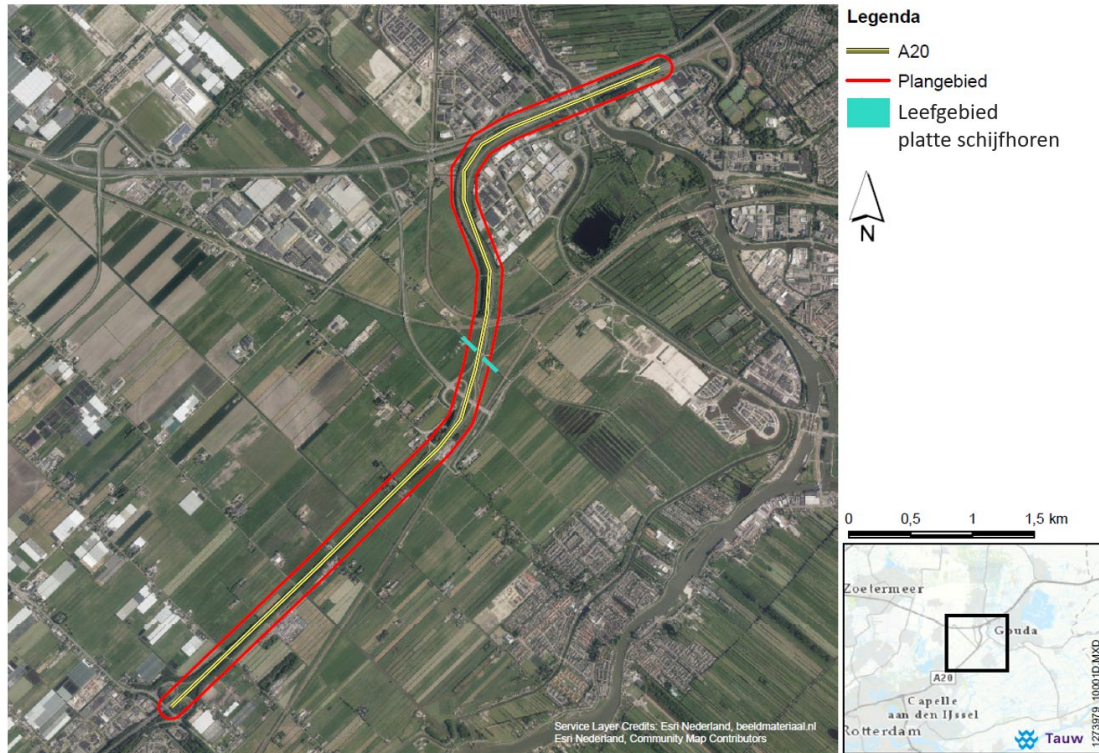 Legenda
A20
Plangebied
Leefgebied
platte schijfhoren
N
0 0,5 1 1,5 km
Zoetermeer
Gouda
A20
Capelle
aan den IJssel
Rotterdam
Tauw
1273979_10001D.MXD
Service Layer Credits: Esri Nederland, beeldmateriaal.nl
Esri Nederland, Community Map Contributors